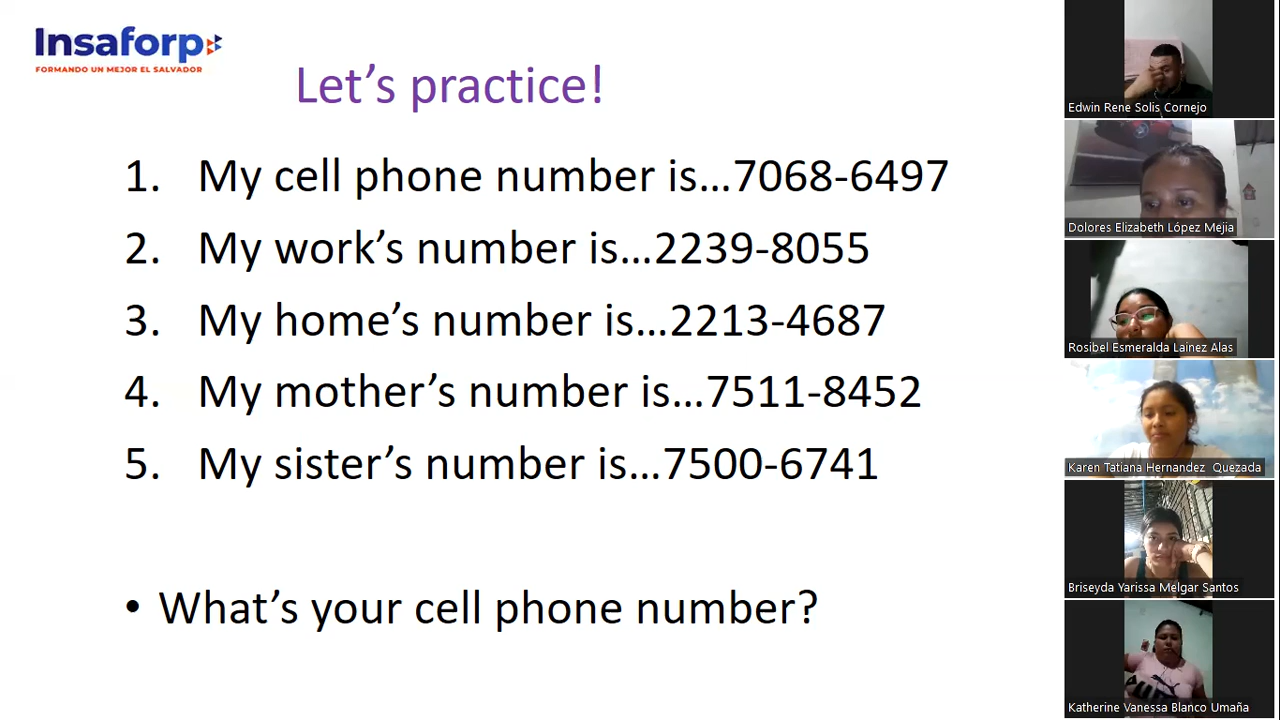 Insaforp
FORMANDO UN MEJOR EL SALVADOR
Let’s practice!
1. My cell phone number is...7068-6497
2. My work’s number is...2239-8055
3. My home’s number is...2213-4687
4. My mother’s number is...7511-8452
5. My sister’s number is...7500-6741
• What’s your cell phone number?
Edwin Rene Solis Cornejo
Dolores Elizabeth López Mejia
Rosibel Esmeralda Lainez Alas
Karen Tatiana Hernandez Quezada
Briseyda Yarissa Melgar Santos
Katherine Vanessa Blanco Umaña